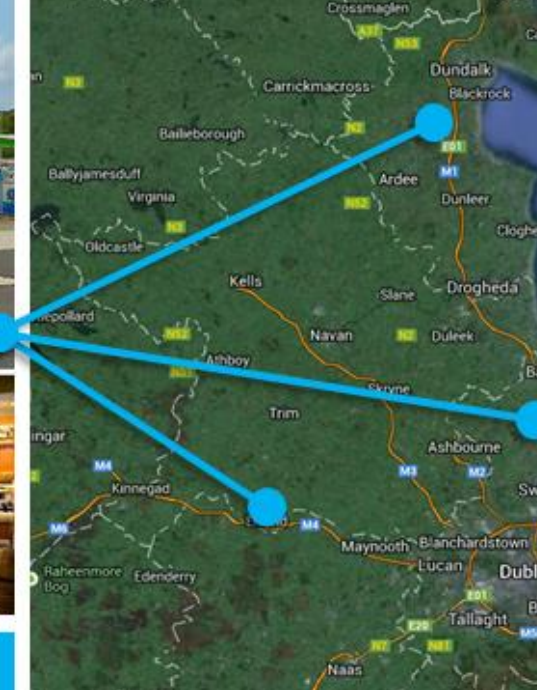 Crossmaglen
A37
N53
N3
Dundalk
Carrickmacross
Blackrock
N2
Bailieborough
E01
Ballyjamesduff
Ardee
M1
Virginia
N52
Dunleer
N3
Oldcastle
Kells
Slane
Drogheda
N52
Navan
N2
Duleek
Athboy
Skryne
Trim
Ashbourne
M4
M3
M2
Kinnegad
M6
M4
Maynooth
Blanchardstown
Lucan
Raheenmore
Bog
Edenderry
E01
E20
Tallaght
N7
N81
Naas